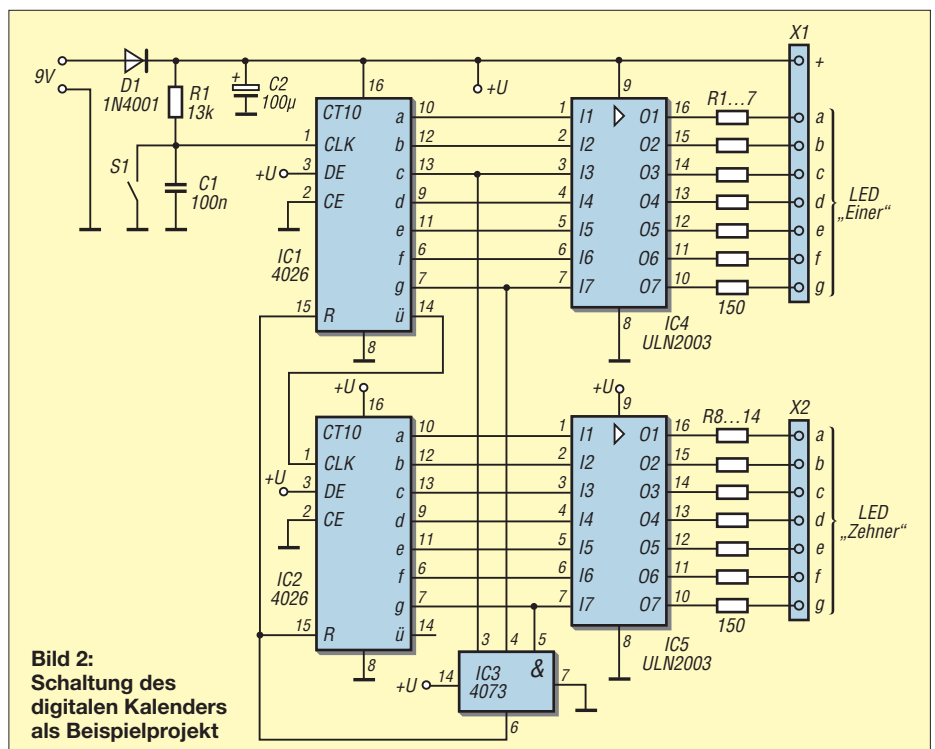 X1
9V
D1
1N4001
R1
13k
+
C2
100µ
+U
+
16
9
CT10
CLK
DE
CE
R
a
b
c
d
e
f
g
ü
1
+U
3
2
15
10
12
13
9
11
6
7
14
8
S1
C1
100n
IC1
4026
1
2
3
4
5
6
7
I1
I2
I3
I4
I5
I6
I7
O1
O2
O3
O4
O5
O6
O7
16
15
14
13
12
11
10
8
R1...7
150
IC4
ULN2003
a
b
c
d
e
f
g
LED
„Einer“
+U
16
CT10
CLK
DE
CE
R
a
b
c
d
e
f
g
ü
1
+U
3
2
15
10
12
13
9
11
6
7
14
8
IC2
4026
+U
9
1
2
3
4
5
6
7
I1
I2
I3
I4
I5
I6
I7
O1
O2
O3
O4
O5
O6
O7
16
15
14
13
12
11
10
8
R8...14
150
IC5
ULN2003
X2
a
b
c
d
e
f
g
LED
„Zehner“
3
4
5
+U
14
IC3
4073
&
7
6
Bild 2:
Schaltung des
digitalen Kalenders
als Beispielprojekt